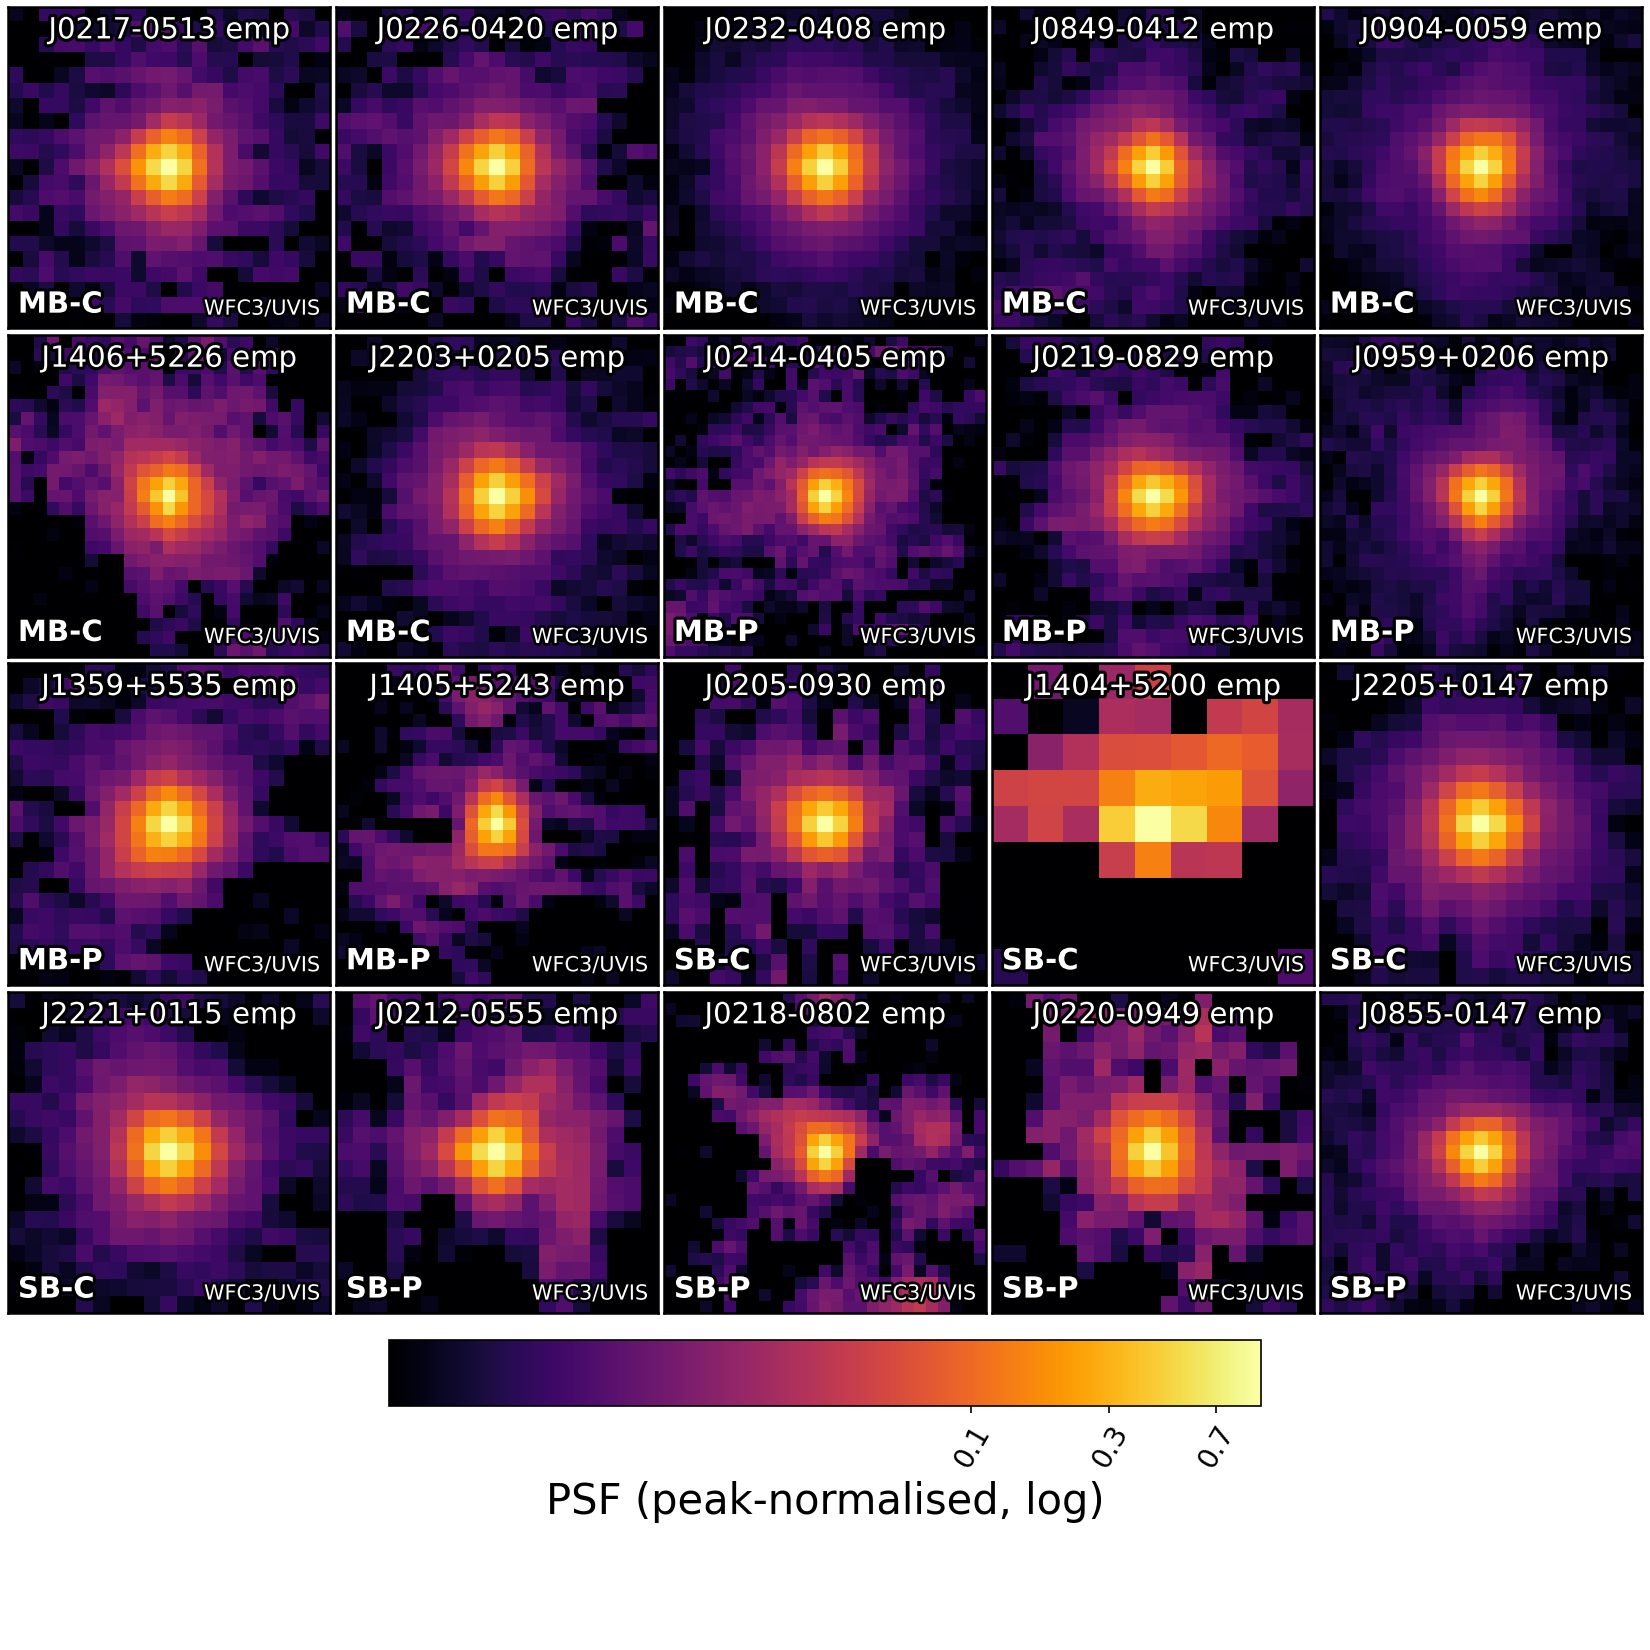 J0217-0513 emp
MB-C WFC3/UVIS
J0226-0420 emp
MB-C WFC3/UVIS
J0232-0408 emp
MB-C WFC3/UVIS
J0849-0412 emp
MB-C WFC3/UVIS
J0904-0059 emp
MB-C WFC3/UVIS
J1406+5226 emp
MB-C WFC3/UVIS
J2203+0205 emp
MB-C WFC3/UVIS
J0214-0405 emp
MB-P WFC3/UVIS
J0219-0829 emp
MB-P WFC3/UVIS
J0959+0206 emp
MB-P WFC3/UVIS
J1359+5535 emp
MB-P WFC3/UVIS
J1405+5243 emp
MB-P WFC3/UVIS
J0205-0930 emp
SB-C WFC3/UVIS
J1404+5200 emp
SB-C WFC3/UVIS
J2205+0147 emp
SB-C WFC3/UVIS
J2221+0115 emp
SB-C WFC3/UVIS
J0212-0555 emp
SB-P WFC3/UVIS
J0218-0802 emp
SB-P WFC3/UVIS
J0220-0949 emp
SB-P WFC3/UVIS
J0855-0147 emp
SB-P WFC3/UVIS
0.1 0.3 0.7
PSF (peak-normalised, log)